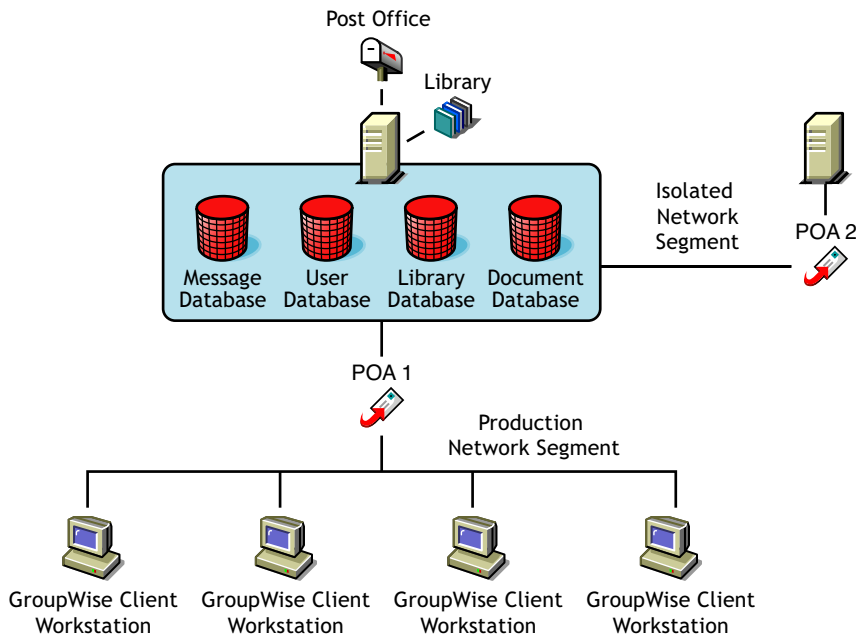 Post Office
Library
Isolated
Network
Segment
POA 2
Message
Database
User
Database
Library
Database
Document
Database
POA 1
Production
Network Segment
GroupWise Client
Workstation
GroupWise Client
Workstation
GroupWise Client
Workstation
GroupWise Client
Workstation